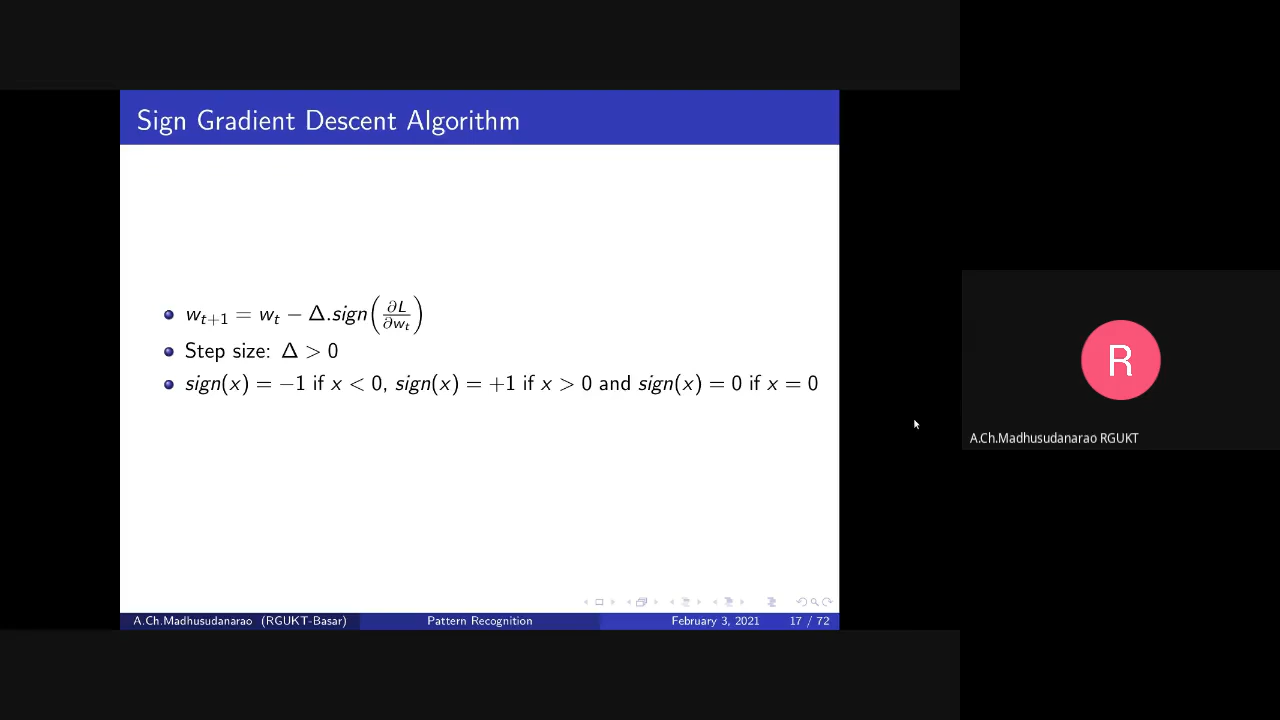 Sign Gradient Descent Algorithm
w_{t+1} = w_t − Δ.sign(∂L/∂w_t)
Step size: Δ > 0
sign(x) = −1 if x < 0, sign(x) = +1 if x > 0 and sign(x) = 0 if x = 0
R
A.Ch.Madhusudanarao RGUKT
A.Ch.Madhusudanarao (RGUKT-Basar) Pattern Recognition February 3, 2021 17 / 72